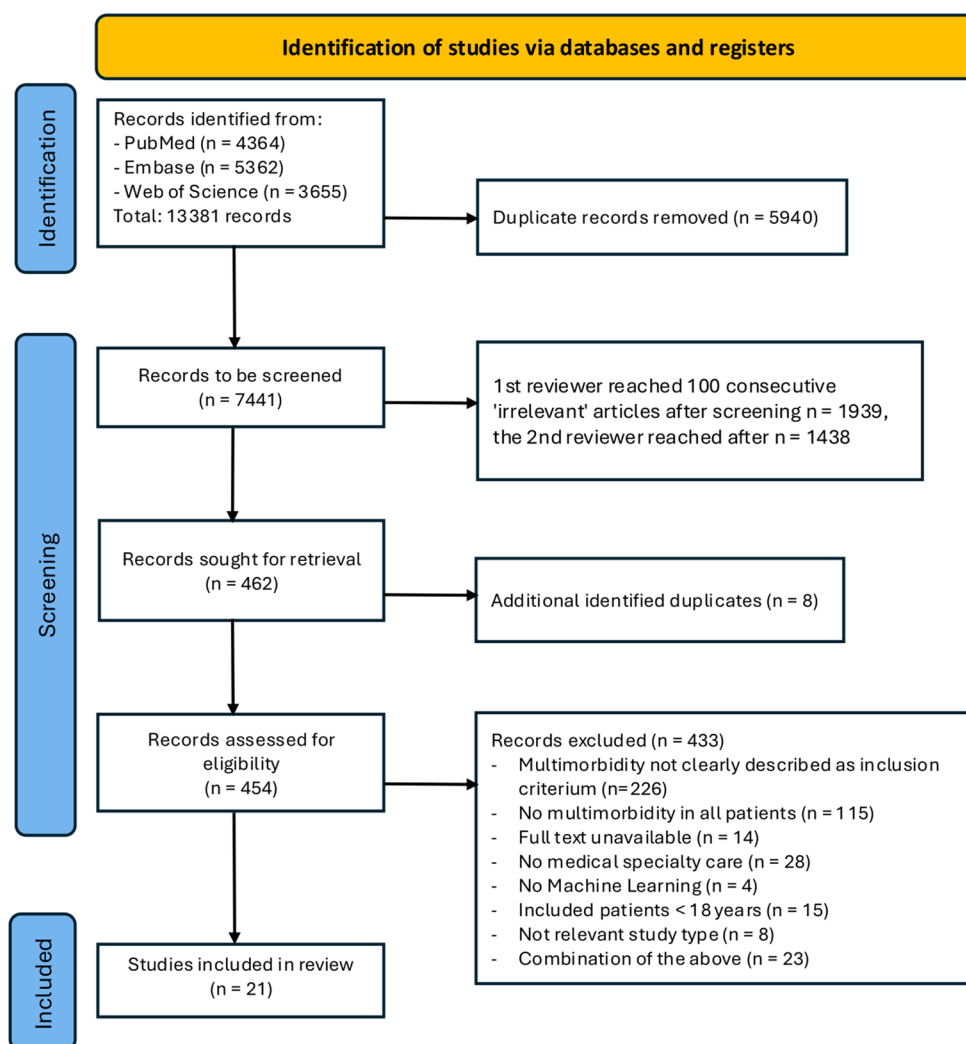 Identification of studies via databases and registers
Identification
Records identified from:
- PubMed (n = 4364)
- Embase (n = 5362)
- Web of Science (n = 3655)
Total: 13381 records
Duplicate records removed (n = 5940)
Screening
Records to be screened
(n = 7441)
1st reviewer reached 100 consecutive
'irrelevant' articles after screening n = 1939,
the 2nd reviewer reached after n = 1438
Records sought for retrieval
(n = 462)
Additional identified duplicates (n = 8)
Records assessed for
eligibility
(n = 454)
Records excluded (n = 433)
- Multimorbidity not clearly described as inclusion
criterium (n=226)
- No multimorbidity in all patients (n = 115)
- Full text unavailable (n = 14)
- No medical specialty care (n = 28)
- No Machine Learning (n = 4)
- Included patients < 18 years (n = 15)
- Not relevant study type (n = 8)
- Combination of the above (n = 23)
Included
Studies included in review
(n = 21)